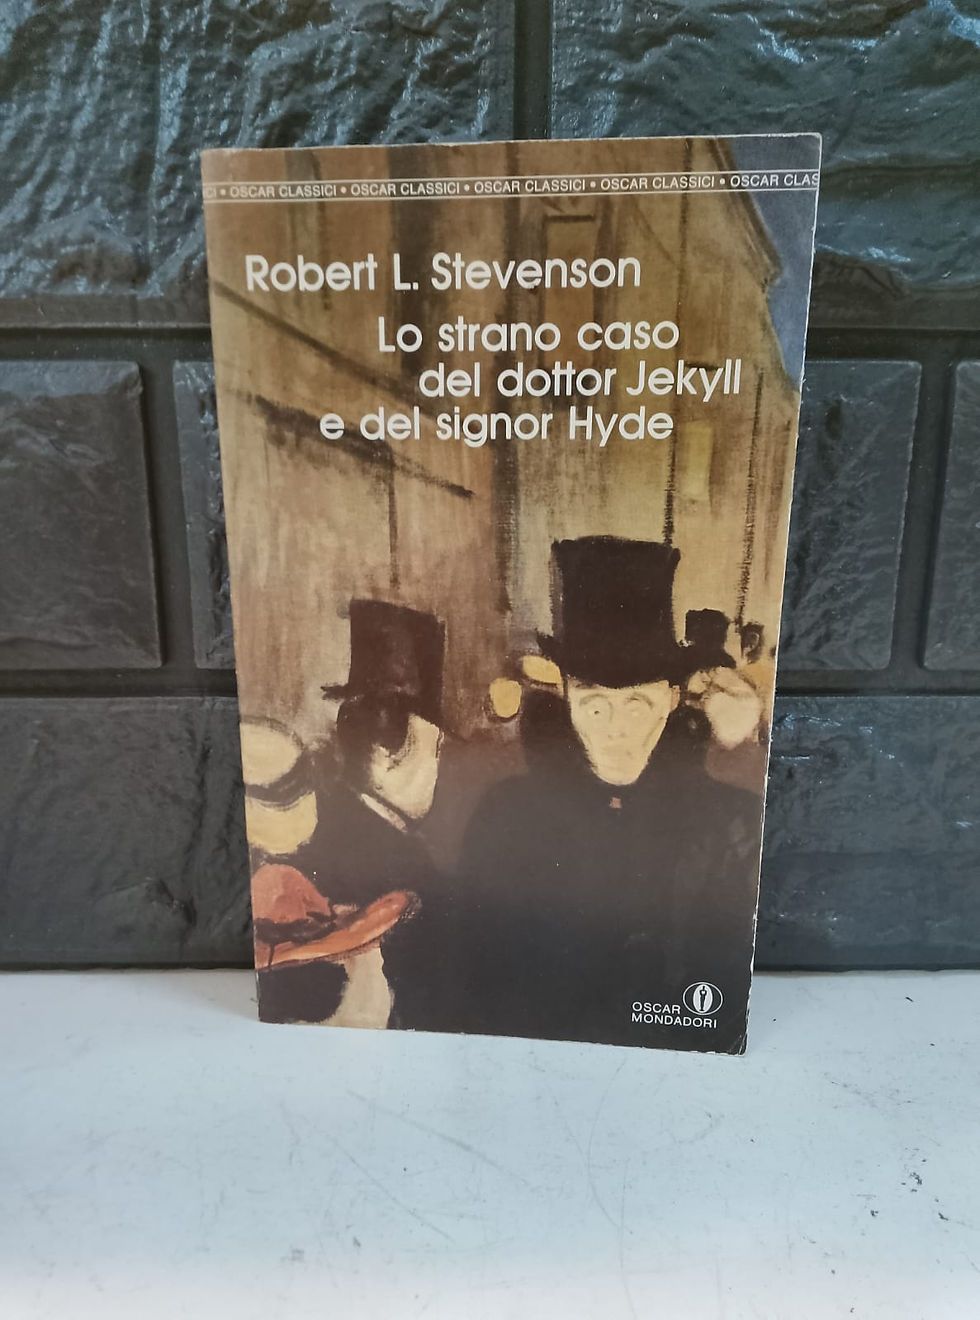 CI • OSCAR CLASSICI • OSCAR CLASSICI • OSCAR CLASSICI • OSCAR CLASSICI • OSCAR CLAS
Robert L. Stevenson
Lo strano caso
del dottor Jekyll
e del signor Hyde
OSCAR
MONDADORI